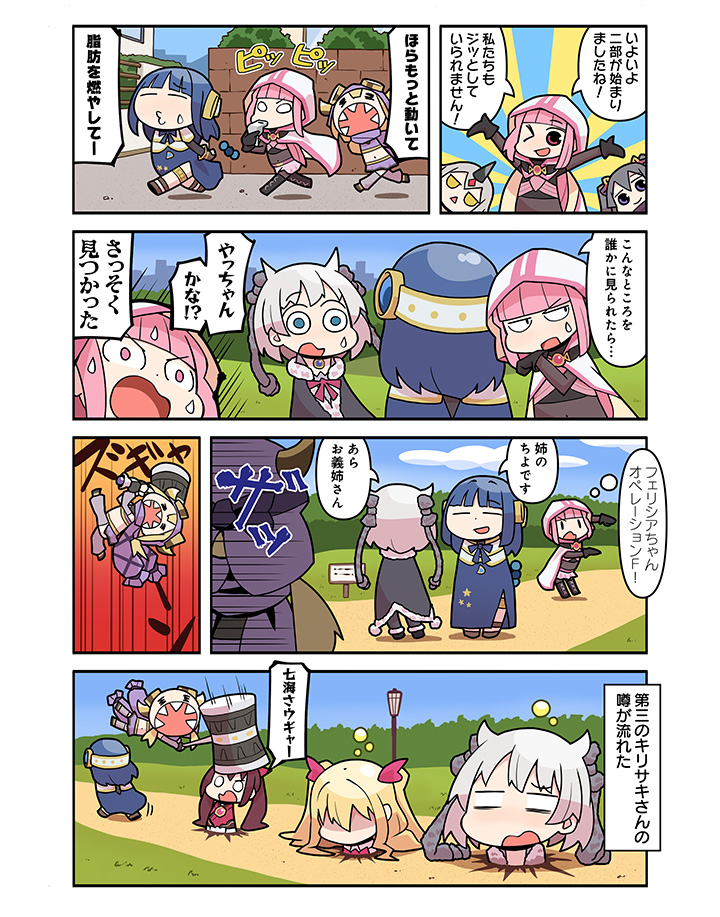 いよいよ
二部が始まり
ましたね!
私たちも
ジッとして
いられません!
ほらもっと動いて
ピッ
ピッ
脂肪を燃やしてー
こんなところを
誰かに見られたら…
やっちゃん
かな!?
さっそく
見つかった
フェリシアちゃん
オペレーションF!
姉の
ちよです
あら
お義姉さん
ザッ
ズギャーン
第三のキリサキさんの
噂が流れた
七海さウギャー